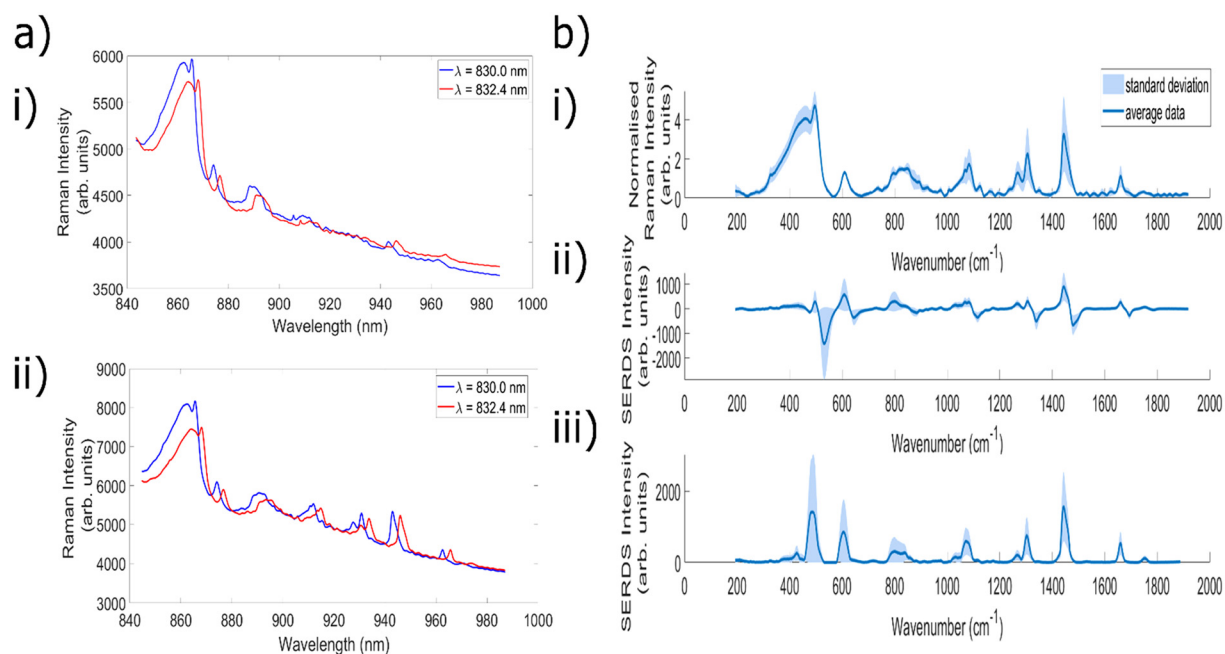 a)
i)
6000
5500
5000
4500
4000
3500
840 860 880 900 920 940 960 980 1000
Raman Intensity
(arb. units)
Wavelength (nm)
λ = 830.0 nm
λ = 832.4 nm
ii)
9000
8000
7000
6000
5000
4000
3000
840 860 880 900 920 940 960 980 1000
Raman Intensity
(arb. units)
Wavelength (nm)
λ = 830.0 nm
λ = 832.4 nm
b)
i)
Normalised
Raman Intensity
(arb. units)
4
2
0
0 200 400 600 800 1000 1200 1400 1600 1800 2000
Wavenumber (cm-1)
standard deviation
average data
ii)
SERDS Intensity
(arb. units)
1000
0
-1000
-2000
0 200 400 600 800 1000 1200 1400 1600 1800 2000
Wavenumber (cm-1)
iii)
SERDS Intensity
(arb. units)
2000
0
0 200 400 600 800 1000 1200 1400 1600 1800 2000
Wavenumber (cm-1)